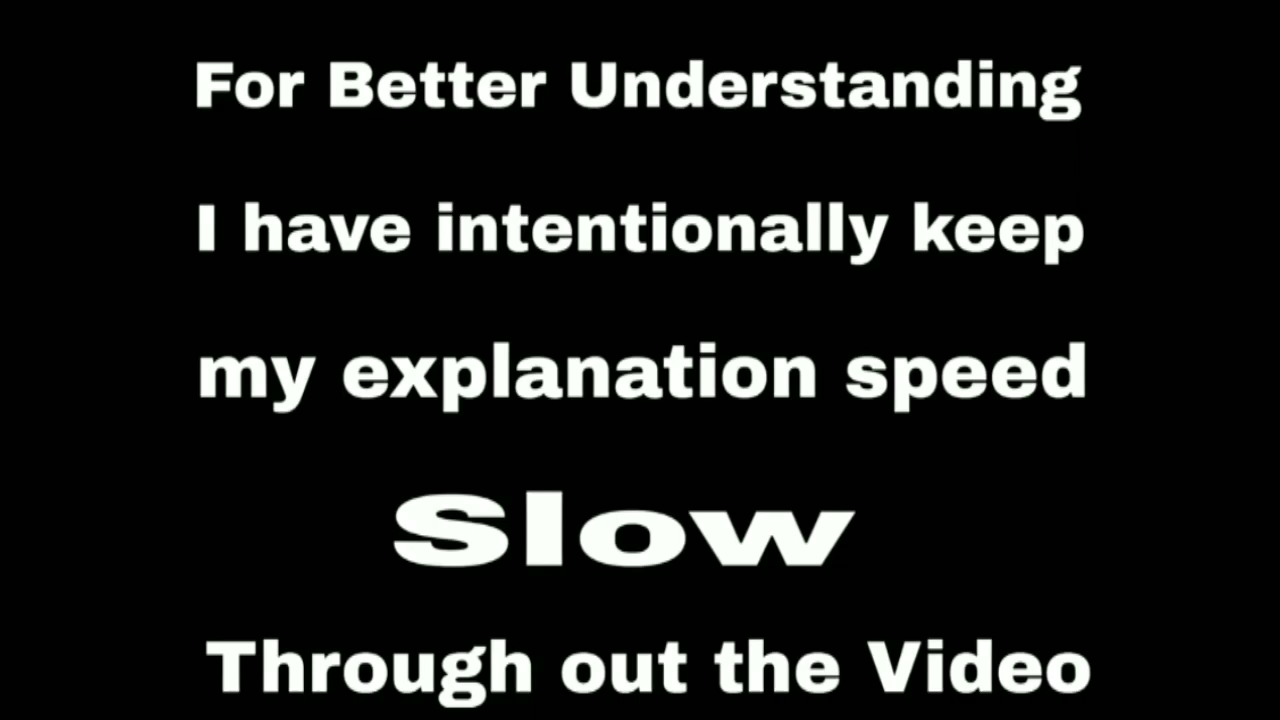 For Better Understanding
I have intentionally keep
my explanation speed
Slow
Through out the Video